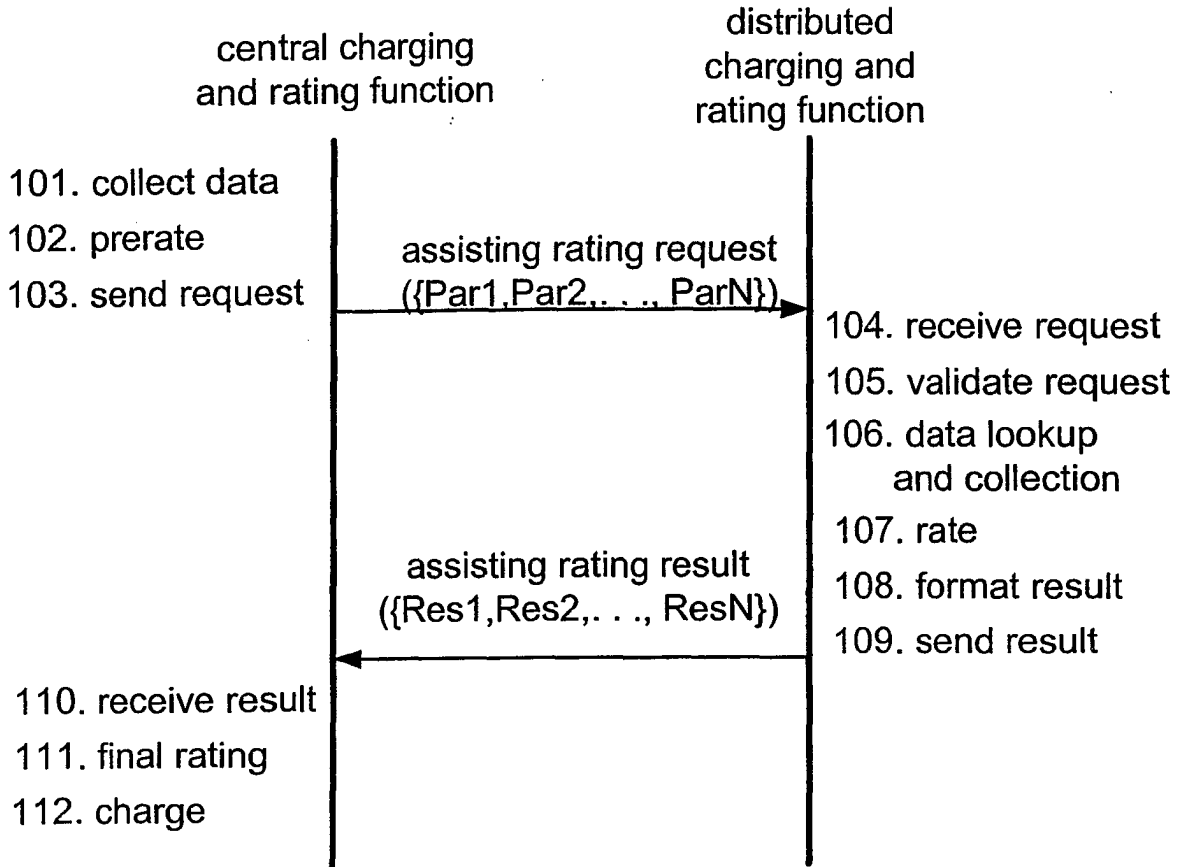 central charging
and rating function
distributed
charging and
rating function
101. collect data
102. prerate
103. send request
assisting rating request
({Par1,Par2,. . ., ParN})
104. receive request
105. validate request
106. data lookup
and collection
107. rate
108. format result
109. send result
assisting rating result
({Res1,Res2,. . ., ResN})
110. receive result
111. final rating
112. charge